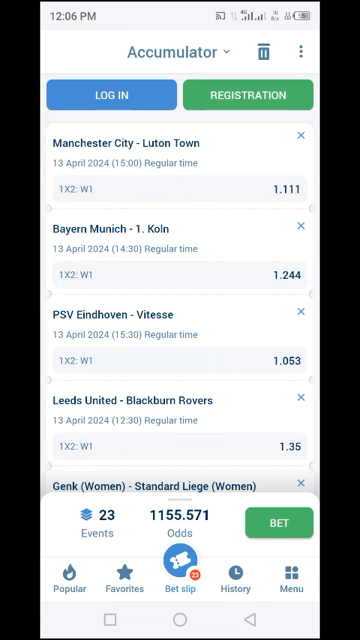 12:06 PM
Accumulator
LOG IN
REGISTRATION
Manchester City - Luton Town
13 April 2024 (15:00) Regular time
1X2: W1 1.111
Bayern Munich - 1. Koln
13 April 2024 (14:30) Regular time
1X2: W1 1.244
PSV Eindhoven - Vitesse
13 April 2024 (15:30) Regular time
1X2: W1 1.053
Leeds United - Blackburn Rovers
13 April 2024 (12:30) Regular time
1X2: W1 1.35
Genk (Women) - Standard Liege (Women)
23 1155.571 BET
Events Odds
23
Popular Favorites Bet slip History Menu